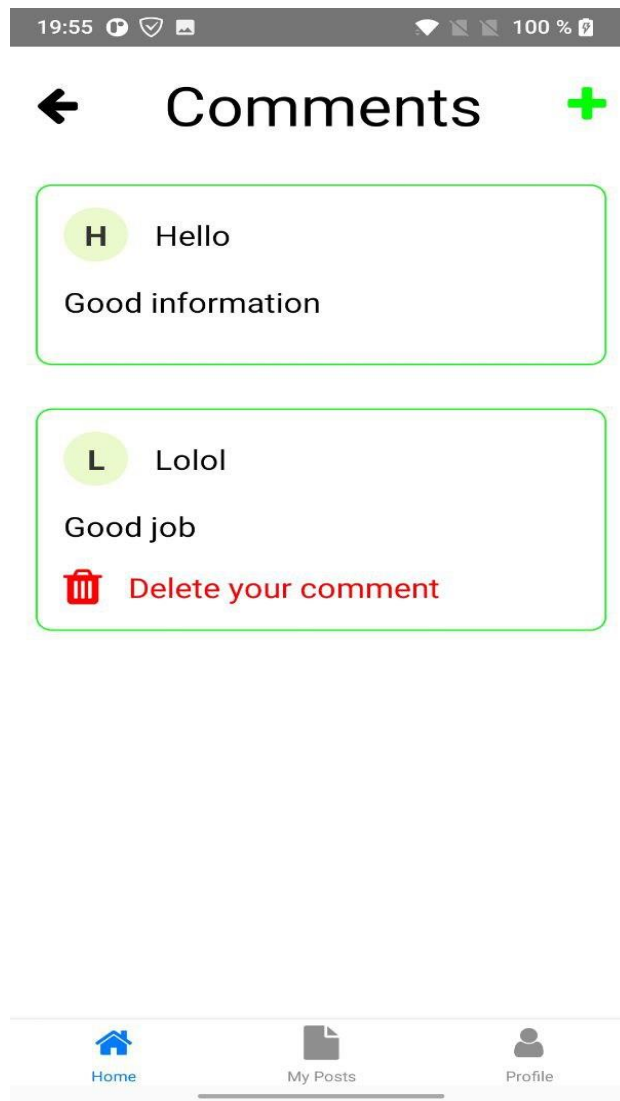 19:55 100 %
Comments
H Hello
Good information
L Lolol
Good job
Delete your comment
Home My Posts Profile